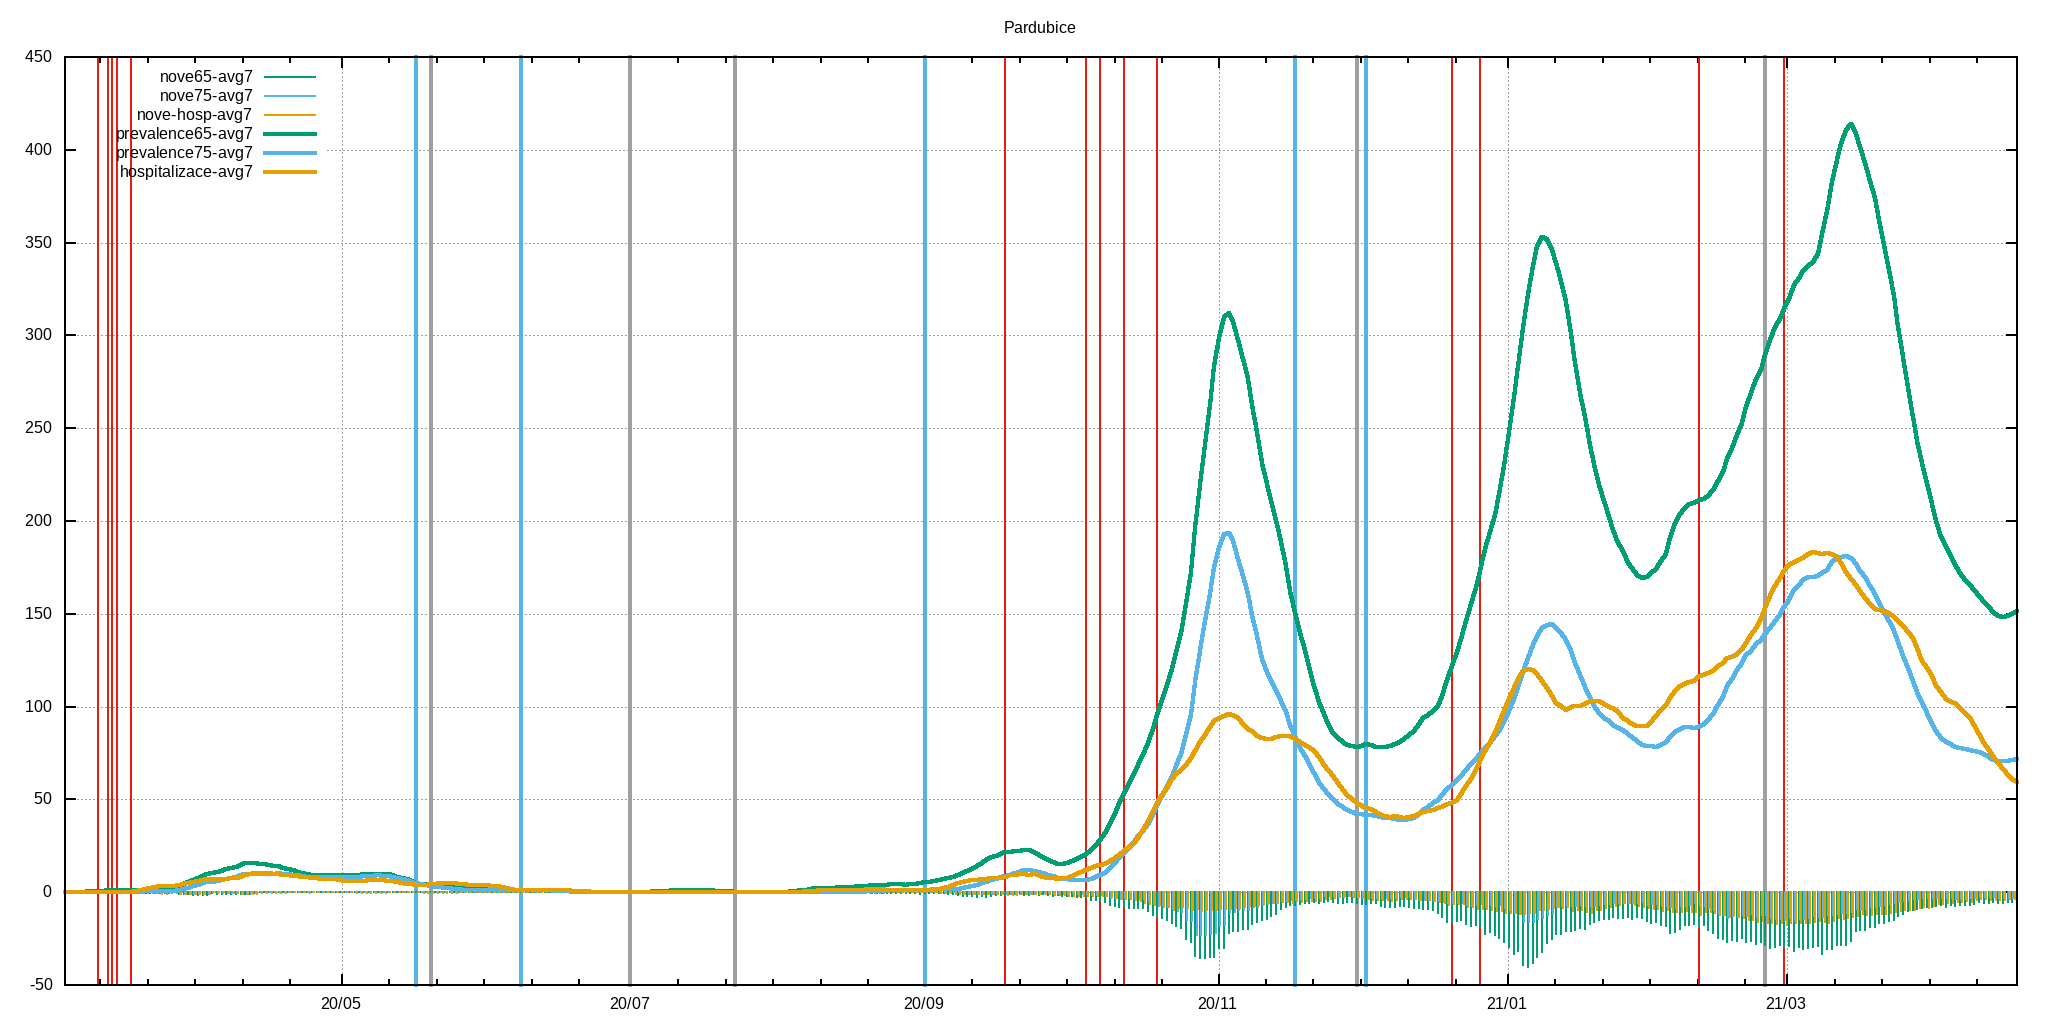 Pardubice
450
400
350
300
250
200
150
100
50
0
-50
nove65-avg7
nove75-avg7
nove-hosp-avg7
prevalence65-avg7
prevalence75-avg7
hospitalizace-avg7
20/05 20/07 20/09 20/11 21/01 21/03